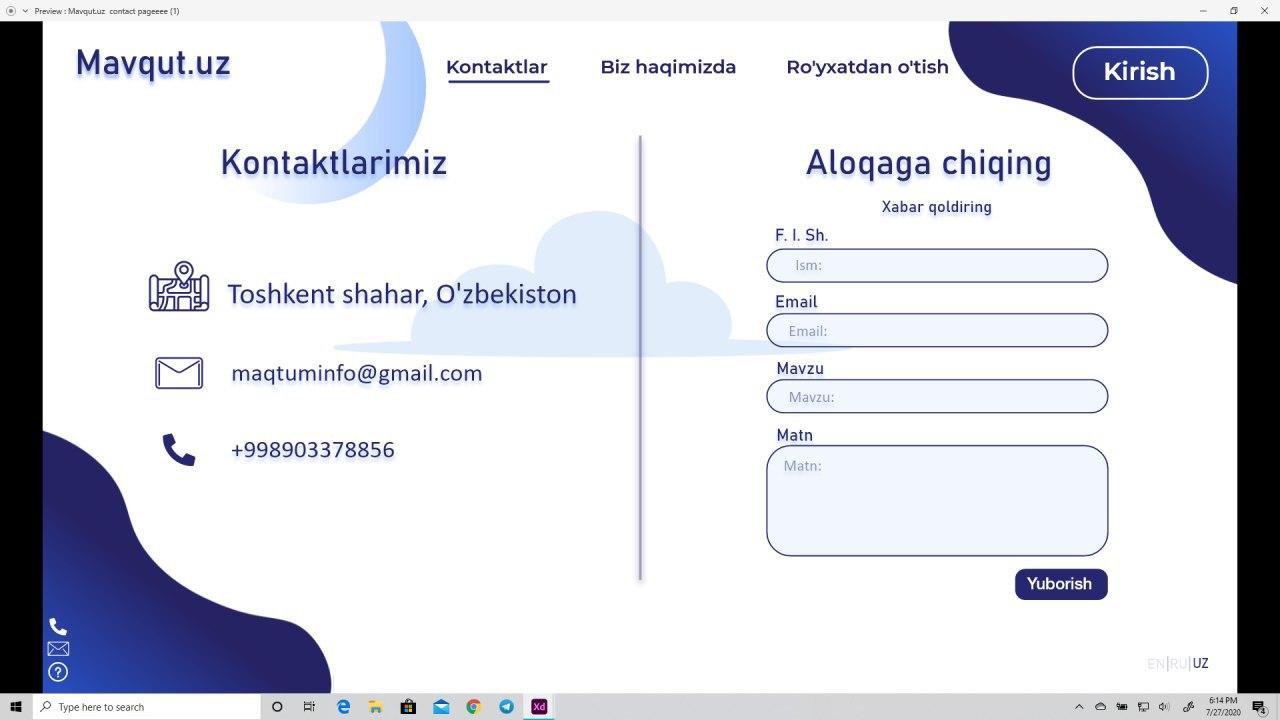 Preview : Mavqut.uz contact pageeee (1)
Mavqut.uz
Kontaktlar
Biz haqimizda
Ro'yxatdan o'tish
Kirish
Kontaktlarimiz
Toshkent shahar, O'zbekiston
maqtuminfo@gmail.com
+998903378856
Aloqaga chiqing
Xabar qoldiring
F. I. Sh.
Ism:
Email
Email:
Mavzu
Mavzu:
Matn
Matn:
Yuborish
EN|RU|UZ
Type here to search
Xd
6:14 PM
7/27/2020
4